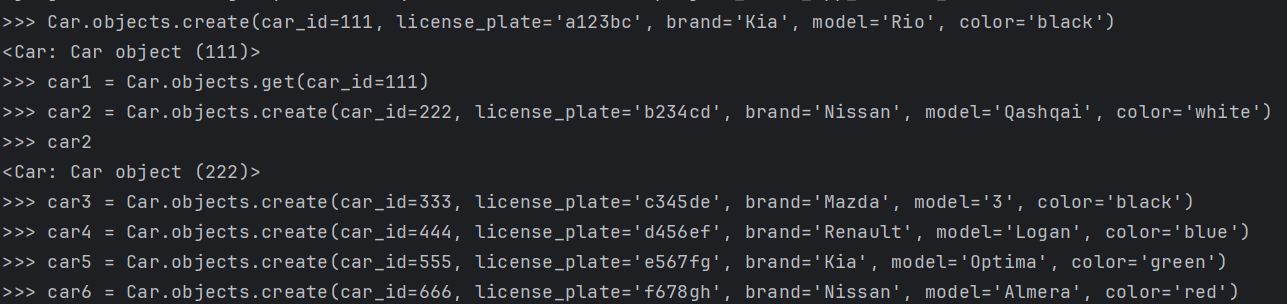 >>> Car.objects.create(car_id=111, license_plate='a123bc', brand='Kia', model='Rio', color='black')
<Car: Car object (111)>
>>> car1 = Car.objects.get(car_id=111)
>>> car2 = Car.objects.create(car_id=222, license_plate='b234cd', brand='Nissan', model='Qashqai', color='white')
>>> car2
<Car: Car object (222)>
>>> car3 = Car.objects.create(car_id=333, license_plate='c345de', brand='Mazda', model='3', color='black')
>>> car4 = Car.objects.create(car_id=444, license_plate='d456ef', brand='Renault', model='Logan', color='blue')
>>> car5 = Car.objects.create(car_id=555, license_plate='e567fg', brand='Kia', model='Optima', color='green')
>>> car6 = Car.objects.create(car_id=666, license_plate='f678gh', brand='Nissan', model='Almera', color='red')